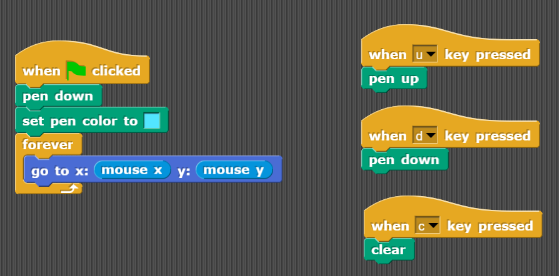 when clicked
pen down
set pen color to
forever
go to x: mouse x y: mouse y
when u key pressed
pen up
when d key pressed
pen down
when c key pressed
clear